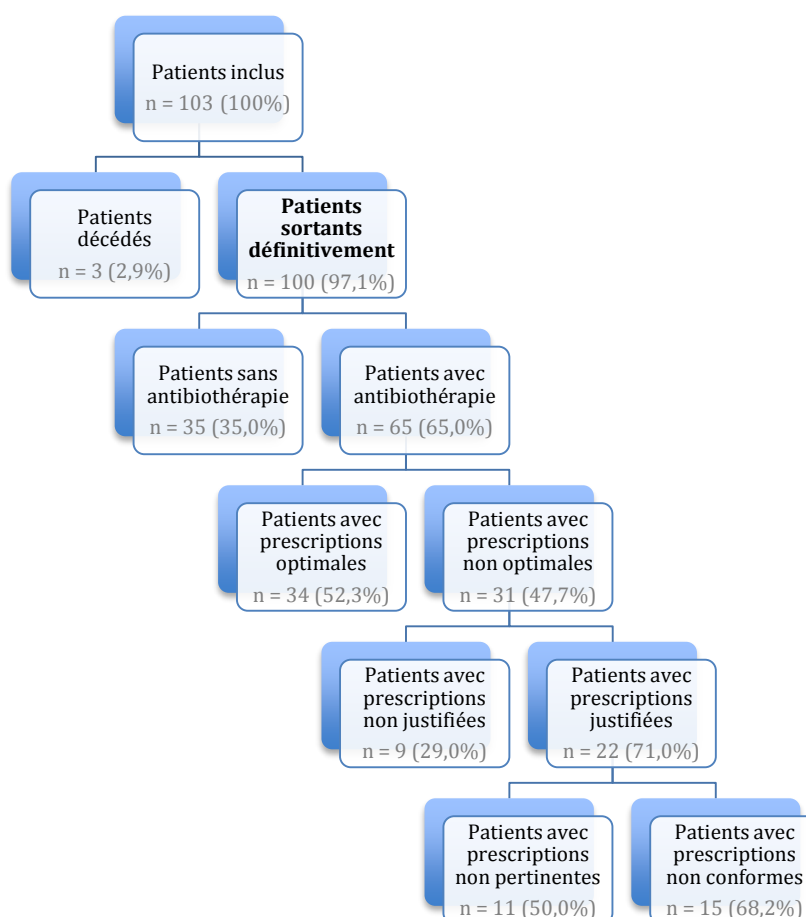 Patients inclus
n = 103 (100%)
Patients
décédés
n = 3 (2,9%)
Patients
sortants
définitivement
n = 100 (97,1%)
Patients sans
antibiothérapie
n = 35 (35,0%)
Patients avec
antibiothérapie
n = 65 (65,0%)
Patients avec
prescriptions
optimales
n = 34 (52,3%)
Patients avec
prescriptions
non optimales
n = 31 (47,7%)
Patients avec
prescriptions
non justifiées
n = 9 (29,0%)
Patients avec
prescriptions
justifiées
n = 22 (71,0%)
Patients avec
prescriptions
non pertinentes
n = 11 (50,0%)
Patients avec
prescriptions
non conformes
n = 15 (68,2%)